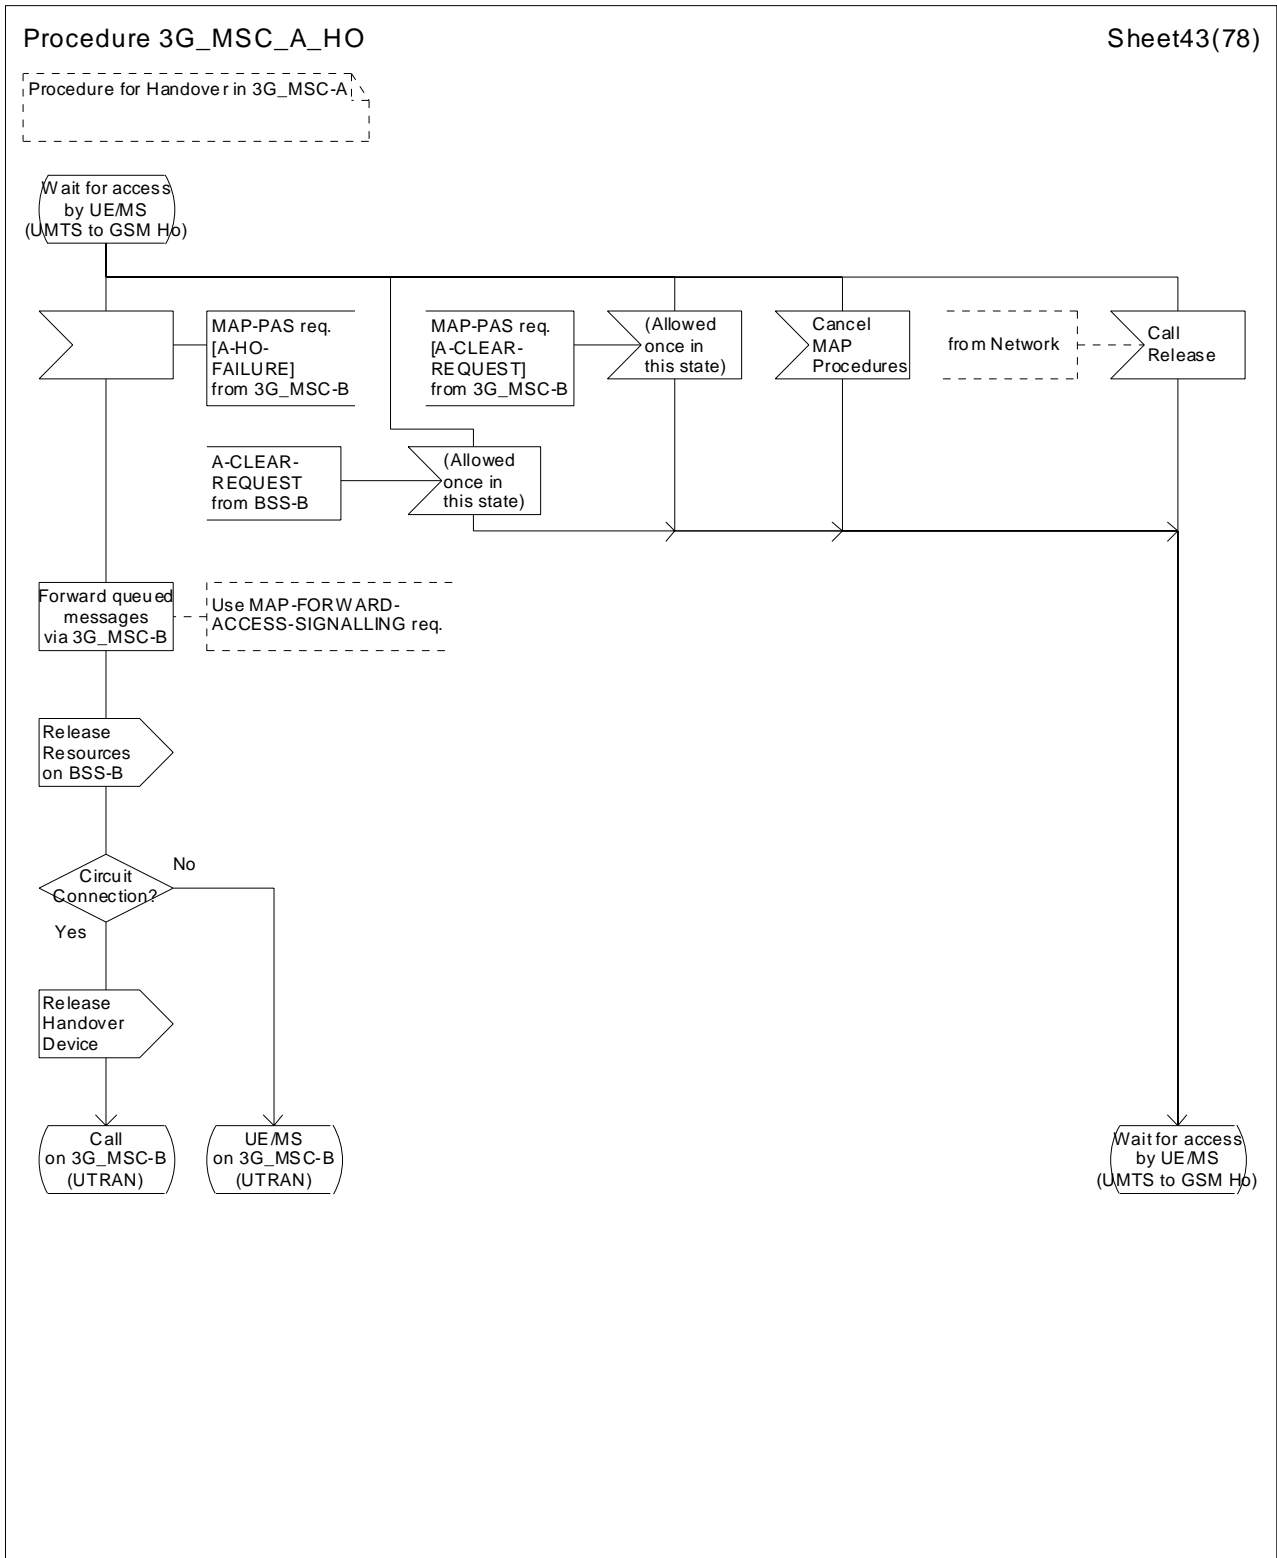 Procedure 3G_MSC_A_HO
Sheet43(78)
Procedure for Handover in 3G_MSC-A
Wait for access
by UE/MS
(UMTS to GSM Ho)
MAP-PAS req.
[A-HO-
FAILURE]
from 3G_MSC-B
MAP-PAS req.
[A-CLEAR-
REQUEST]
from 3G_MSC-B
(Allowed
once in
this state)
Cancel
MAP
Procedures
from Network
Call
Release
A-CLEAR-
REQUEST
from BSS-B
(Allowed
once in
this state)
Forward queued
messages
via 3G_MSC-B
Use MAP-FORWARD-
ACCESS-SIGNALLING req.
Release
Resources
on BSS-B
Circuit
Connection?
No
Yes
Release
Handover
Device
Call
on 3G_MSC-B
(UTRAN)
UE/MS
on 3G_MSC-B
(UTRAN)
Wait for access
by UE/MS
(UMTS to GSM Ho)